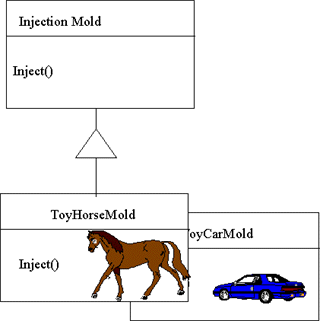 Injection Mold
Inject()
ToyHorseMold
Inject()
oyCarMold